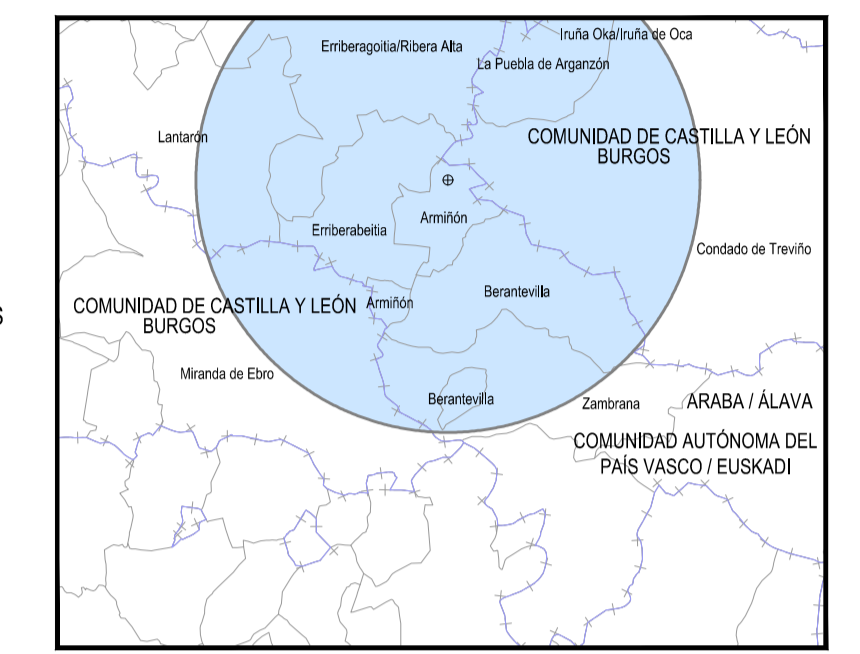 Iruña Oka/Iruña de Oca
Erriberagoitia/Ribera Alta
La Puebla de Arganzón
Lantarón
COMUNIDAD DE CASTILLA Y LEÓN
BURGOS
Armiñón
Erriberabeitia
Condado de Treviño
Berantevilla
COMUNIDAD DE CASTILLA Y LEÓN
BURGOS
Armiñón
S
Miranda de Ebro
Berantevilla
Zambrana
ARABA / ÁLAVA
COMUNIDAD AUTÓNOMA DEL
PAÍS VASCO / EUSKADI